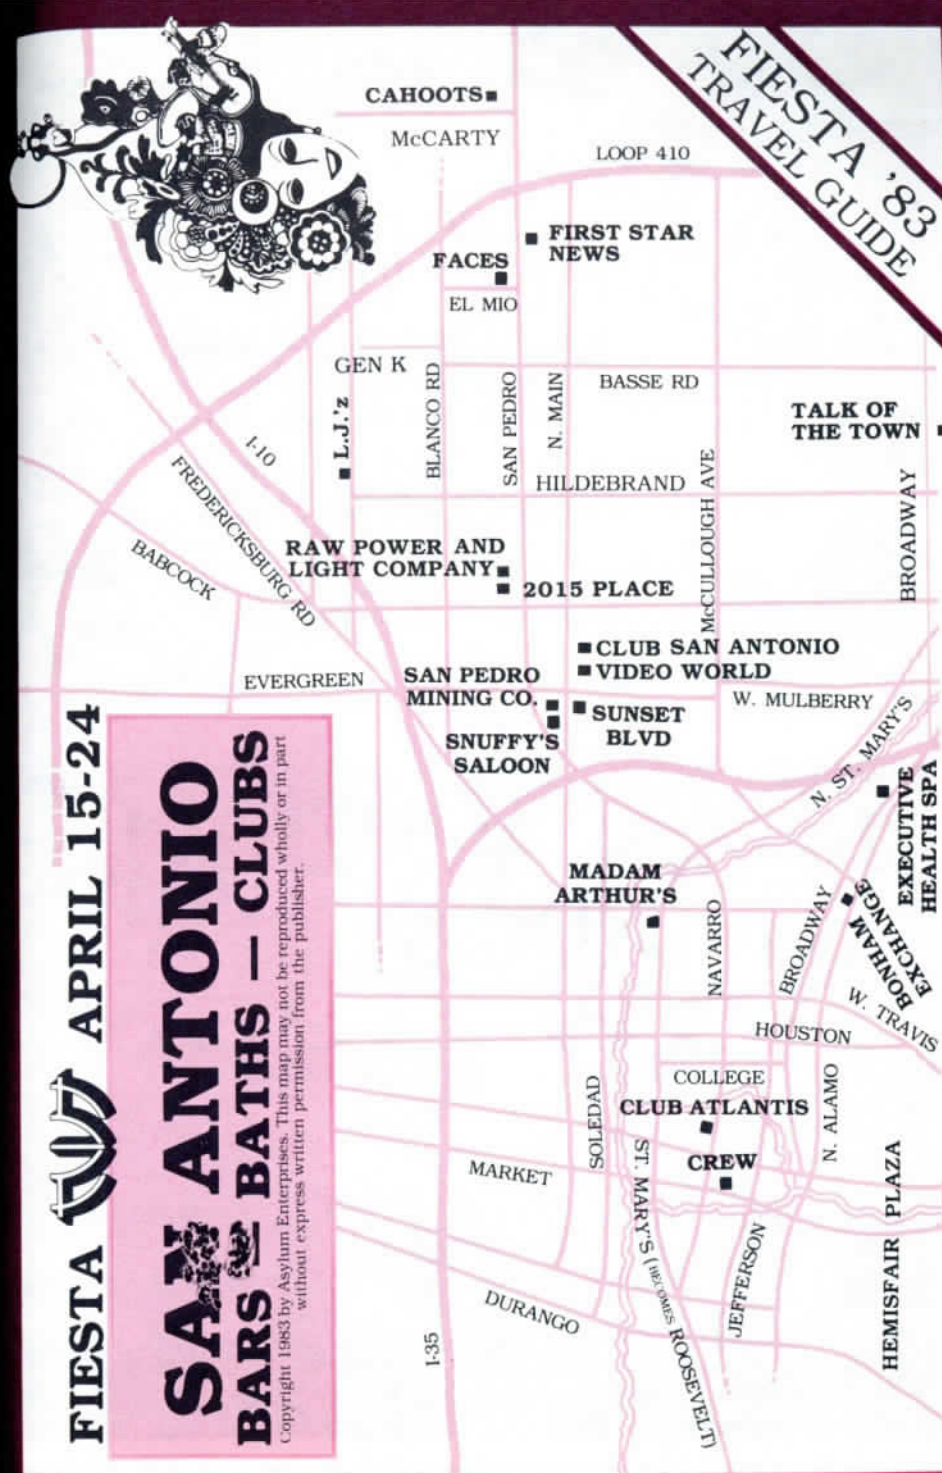 FIESTA '83
TRAVEL GUIDE
CAHOOTS
McCARTY
LOOP 410
FIRST STAR
NEWS
FACES
EL MIO
GEN K
BLANCO RD
SAN PEDRO
N. MAIN
BASSE RD
TALK OF
THE TOWN
L.J.'z
I-10
HILDEBRAND
McCULLOUGH AVE
BROADWAY
FREDERICKSBURG RD
BABCOCK
RAW POWER AND
LIGHT COMPANY
2015 PLACE
CLUB SAN ANTONIO
VIDEO WORLD
EVERGREEN
SAN PEDRO
MINING CO.
SUNSET
BLVD
W. MULBERRY
SNUFFY'S
SALOON
N. ST. MARY'S
EXECUTIVE
HEALTH SPA
MADAM
ARTHUR'S
NAVARRO
BROADWAY
BONHAM
EXCHANGE
W. TRAVIS
HOUSTON
COLLEGE
SOLEDAD
CLUB ATLANTIS
N. ALAMO
CREW
MARKET
ST. MARY'S (BECOMES ROOSEVELT)
JEFFERSON
HEMISFAIR PLAZA
DURANGO
I-35
FIESTA APRIL 15-24
SAN ANTONIO
BARS — BATHS — CLUBS
Copyright 1983 by Asylum Enterprises. This map may not be reproduced wholly or in part
without express written permission from the publisher.